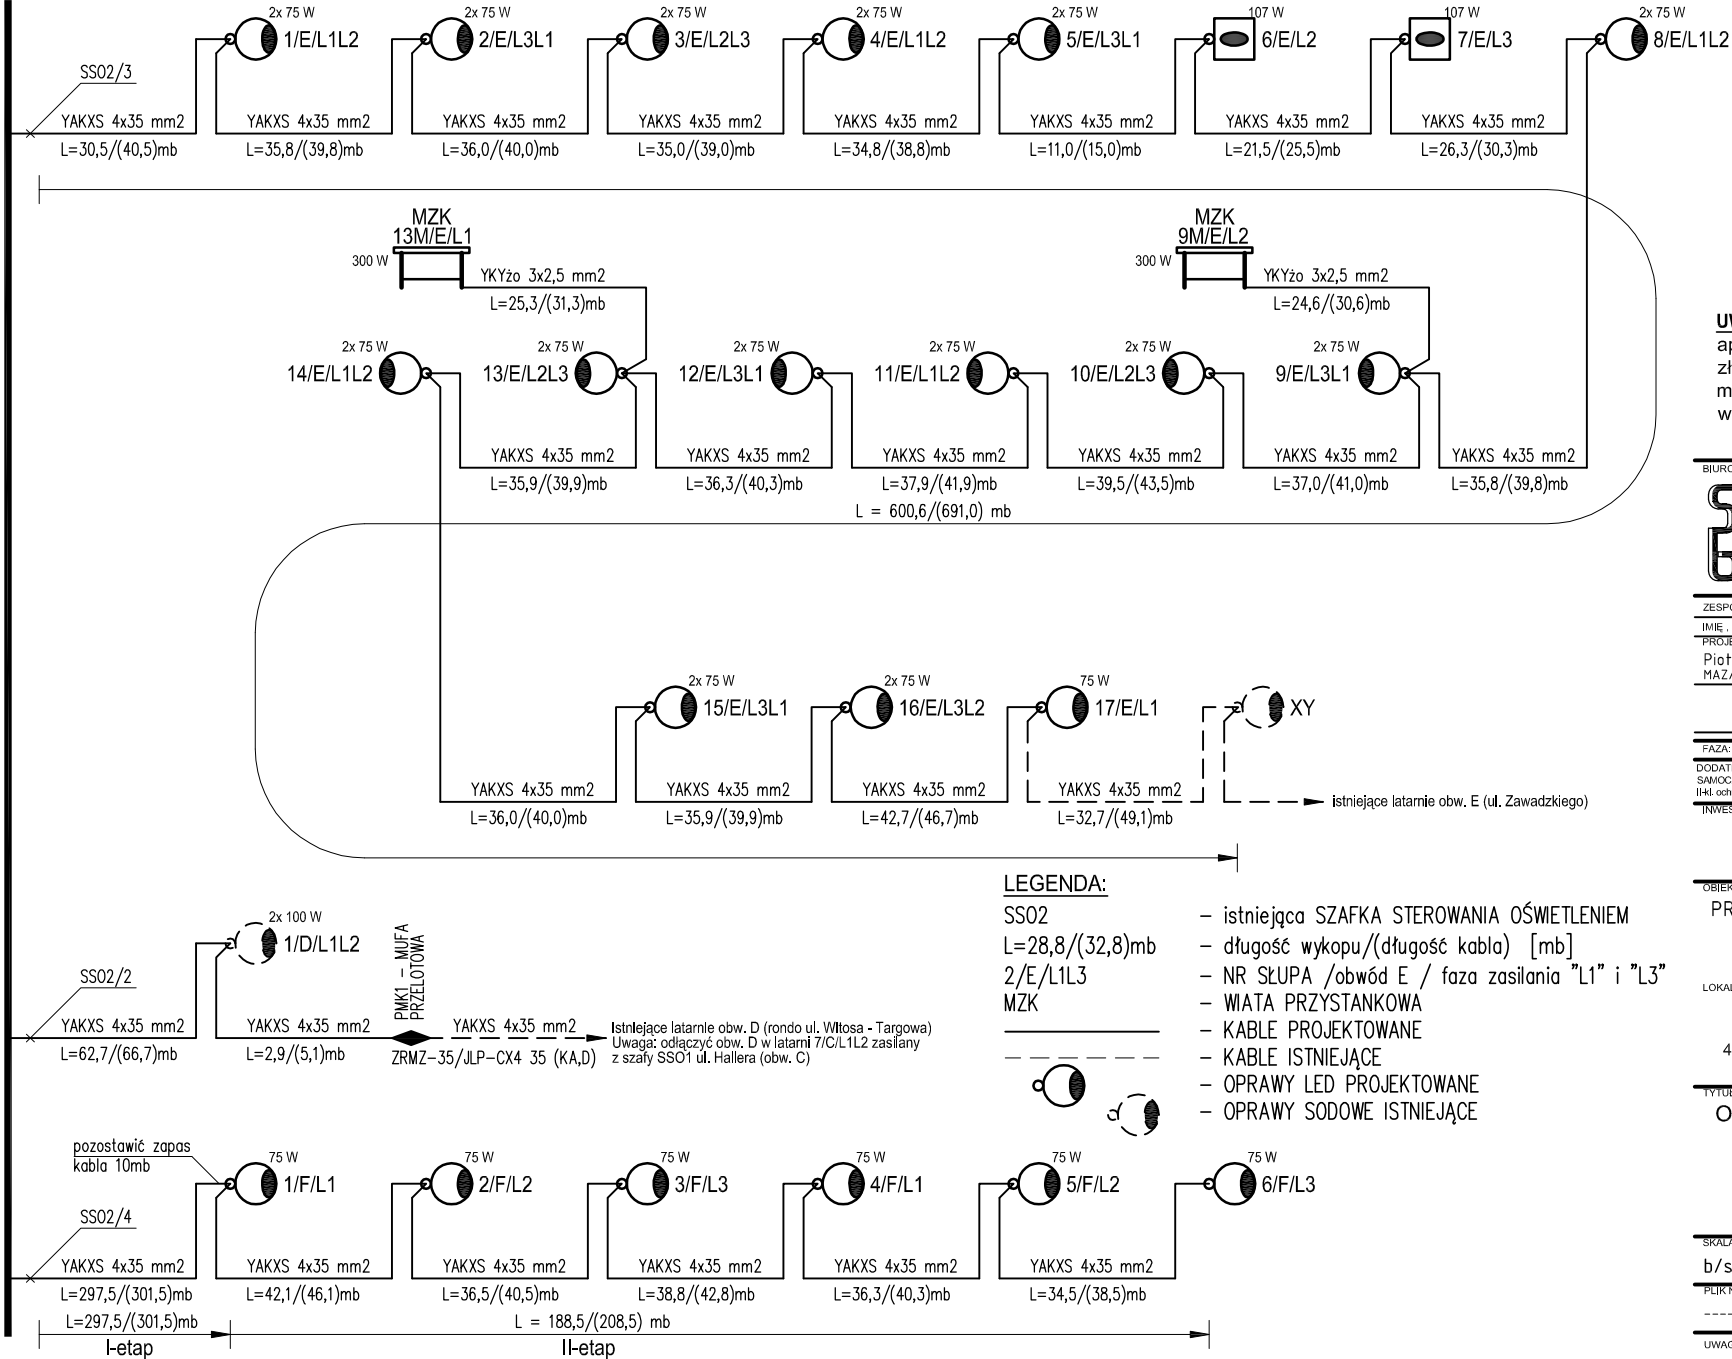 2x 75 W 2x 75 W 2x 75 W 2x 75 W 2x 75 W 107 W 107 W 2x 75 W
1/E/L1L2 2/E/L3L1 3/E/L2L3 4/E/L1L2 5/E/L3L1 6/E/L2 7/E/L3 8/E/L1L2
SS02/3
YAKXS 4x35 mm2 YAKXS 4x35 mm2 YAKXS 4x35 mm2 YAKXS 4x35 mm2 YAKXS 4x35 mm2 YAKXS 4x35 mm2 YAKXS 4x35 mm2 YAKXS 4x35 mm2
L=30,5/(40,5)mb L=35,8/(39,8)mb L=36,0/(40,0)mb L=35,0/(39,0)mb L=34,8/(38,8)mb L=11,0/(15,0)mb L=21,5/(25,5)mb L=26,3/(30,3)mb
MZK MZK
13M/E/L1 9M/E/L2
300 W 300 W
YKYżo 3x2,5 mm2 YKYżo 3x2,5 mm2
L=25,3/(31,3)mb L=24,6/(30,6)mb
2x 75 W 2x 75 W 2x 75 W 2x 75 W 2x 75 W 2x 75 W
14/E/L1L2 13/E/L2L3 12/E/L3L1 11/E/L1L2 10/E/L2L3 9/E/L3L1
YAKXS 4x35 mm2 YAKXS 4x35 mm2 YAKXS 4x35 mm2 YAKXS 4x35 mm2 YAKXS 4x35 mm2 YAKXS 4x35 mm2
L=35,9/(39,9)mb L=36,3/(40,3)mb L=37,9/(41,9)mb L=39,5/(43,5)mb L=37,0/(41,0)mb L=35,8/(39,8)mb
L = 600,6/(691,0) mb
2x 75 W 2x 75 W 75 W
15/E/L3L1 16/E/L3L2 17/E/L1 XY
YAKXS 4x35 mm2 YAKXS 4x35 mm2 YAKXS 4x35 mm2 YAKXS 4x35 mm2
L=36,0/(40,0)mb L=35,9/(39,9)mb L=42,7/(46,7)mb L=32,7/(49,1)mb
istniejące latarnie obw. E (ul. Zawadzkiego)
LEGENDA:
SS02 – istniejąca SZAFKA STEROWANIA OŚWIETLENIEM
L=28,8/(32,8)mb – długość wykopu/(długość kabla) [mb]
2/E/L1L3 – NR SŁUPA /obwód E / faza zasilania "L1" i "L3"
MZK – WIATA PRZYSTANKOWA
– KABLE PROJEKTOWANE
– KABLE ISTNIEJĄCE
– OPRAWY LED PROJEKTOWANE
– OPRAWY SODOWE ISTNIEJĄCE
2x 100 W
1/D/L1L2
PMK1 – MUFA
PRZELOTOWA
SS02/2
YAKXS 4x35 mm2 YAKXS 4x35 mm2 YAKXS 4x35 mm2
L=62,7/(66,7)mb L=2,9/(5,1)mb ZRMZ-35/JLP-CX4 35 (KA,D)
Istniejące latarnie obw. D (rondo ul. Witosa - Targowa)
Uwaga: odłączyć obw. D w latarni 7/C/L1L2 zasilany
z szafy SSO1 ul. Hallera (obw. C)
pozostawić zapas
kabla 10mb
75 W 75 W 75 W 75 W 75 W 75 W
1/F/L1 2/F/L2 3/F/L3 4/F/L1 5/F/L2 6/F/L3
SS02/4
YAKXS 4x35 mm2 YAKXS 4x35 mm2 YAKXS 4x35 mm2 YAKXS 4x35 mm2 YAKXS 4x35 mm2 YAKXS 4x35 mm2
L=297,5/(301,5)mb L=42,1/(46,1)mb L=36,5/(40,5)mb L=38,8/(42,8)mb L=36,3/(40,3)mb L=34,5/(38,5)mb
L=297,5/(301,5)mb L = 188,5/(208,5) mb
I-etap II-etap
IMIĘ
FAZA:
b/s